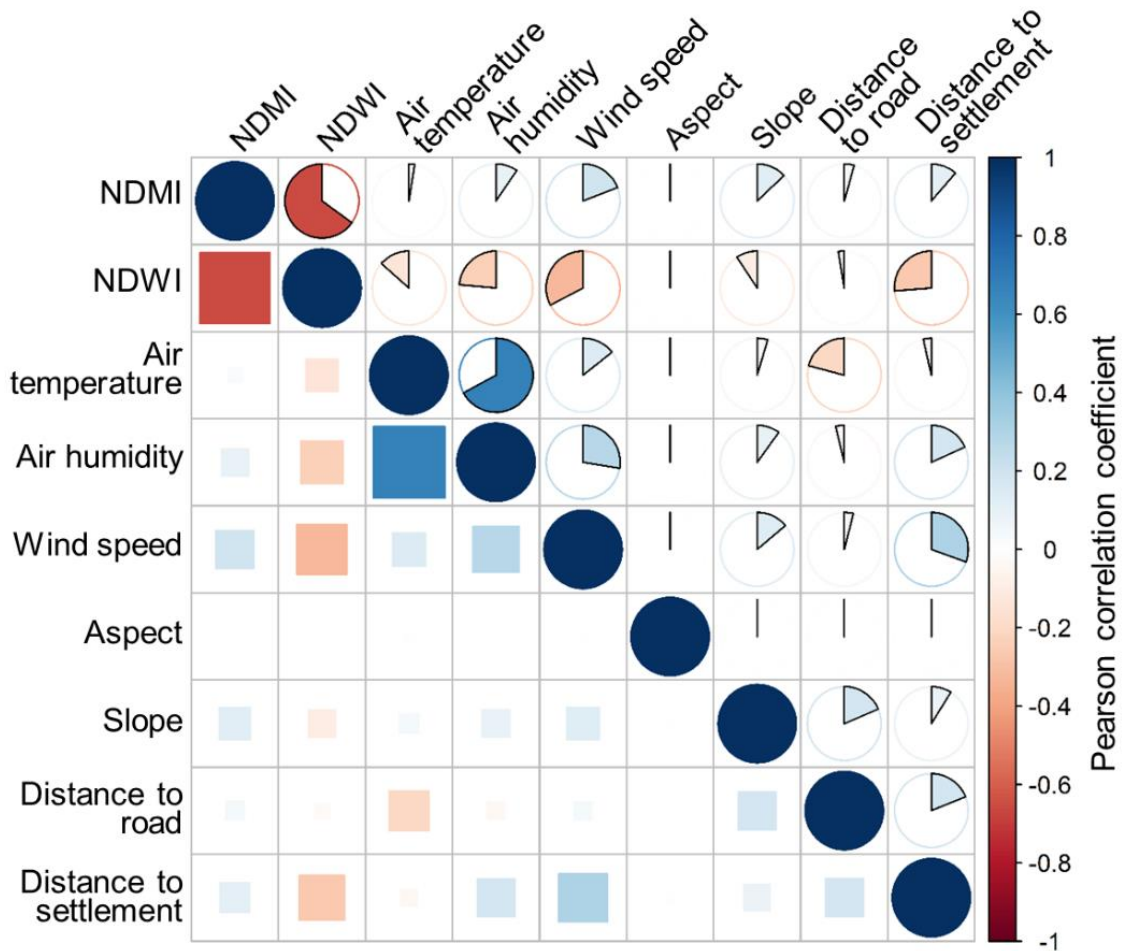 NDMI
NDWI
Air
temperature
Air
humidity
Wind speed
Aspect
Slope
Distance
to road
Distance to
settlement
NDMI
NDWI
Air
temperature
Air humidity
Wind speed
Aspect
Slope
Distance to
road
Distance to
settlement
1
0.8
0.6
0.4
0.2
0
-0.2
-0.4
-0.6
-0.8
-1
Pearson correlation coefficient